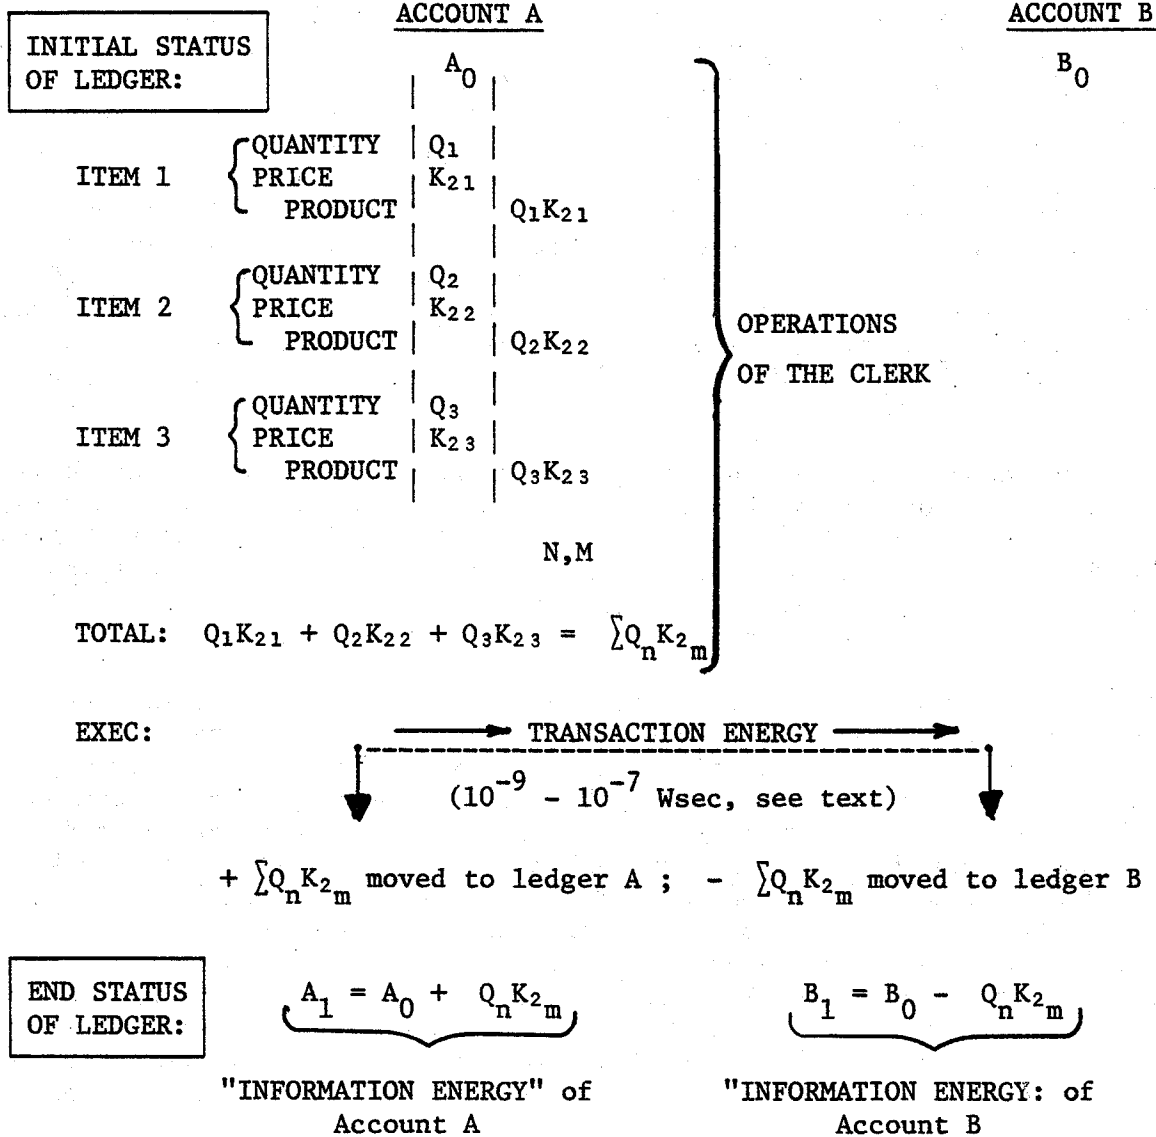 ACCOUNT A ACCOUNT B
INITIAL STATUS
OF LEDGER:
A₀ B₀
QUANTITY Q₁
ITEM 1 PRICE K₂₁
PRODUCT Q₁K₂₁
QUANTITY Q₂
ITEM 2 PRICE K₂₂
PRODUCT Q₂K₂₂
OPERATIONS
OF THE CLERK
QUANTITY Q₃
ITEM 3 PRICE K₂₃
PRODUCT Q₃K₂₃
N,M
TOTAL: Q₁K₂₁ + Q₂K₂₂ + Q₃K₂₃ = ∑QₙK₂ₘ
EXEC: TRANSACTION ENERGY
(10⁻⁹ - 10⁻⁷ Wsec, see text)
+ ∑QₙK₂ₘ moved to ledger A ; - ∑QₙK₂ₘ moved to ledger B
END STATUS
OF LEDGER:
A₁ = A₀ + QₙK₂ₘ B₁ = B₀ - QₙK₂ₘ
"INFORMATION ENERGY" of "INFORMATION ENERGY: of
Account A Account B